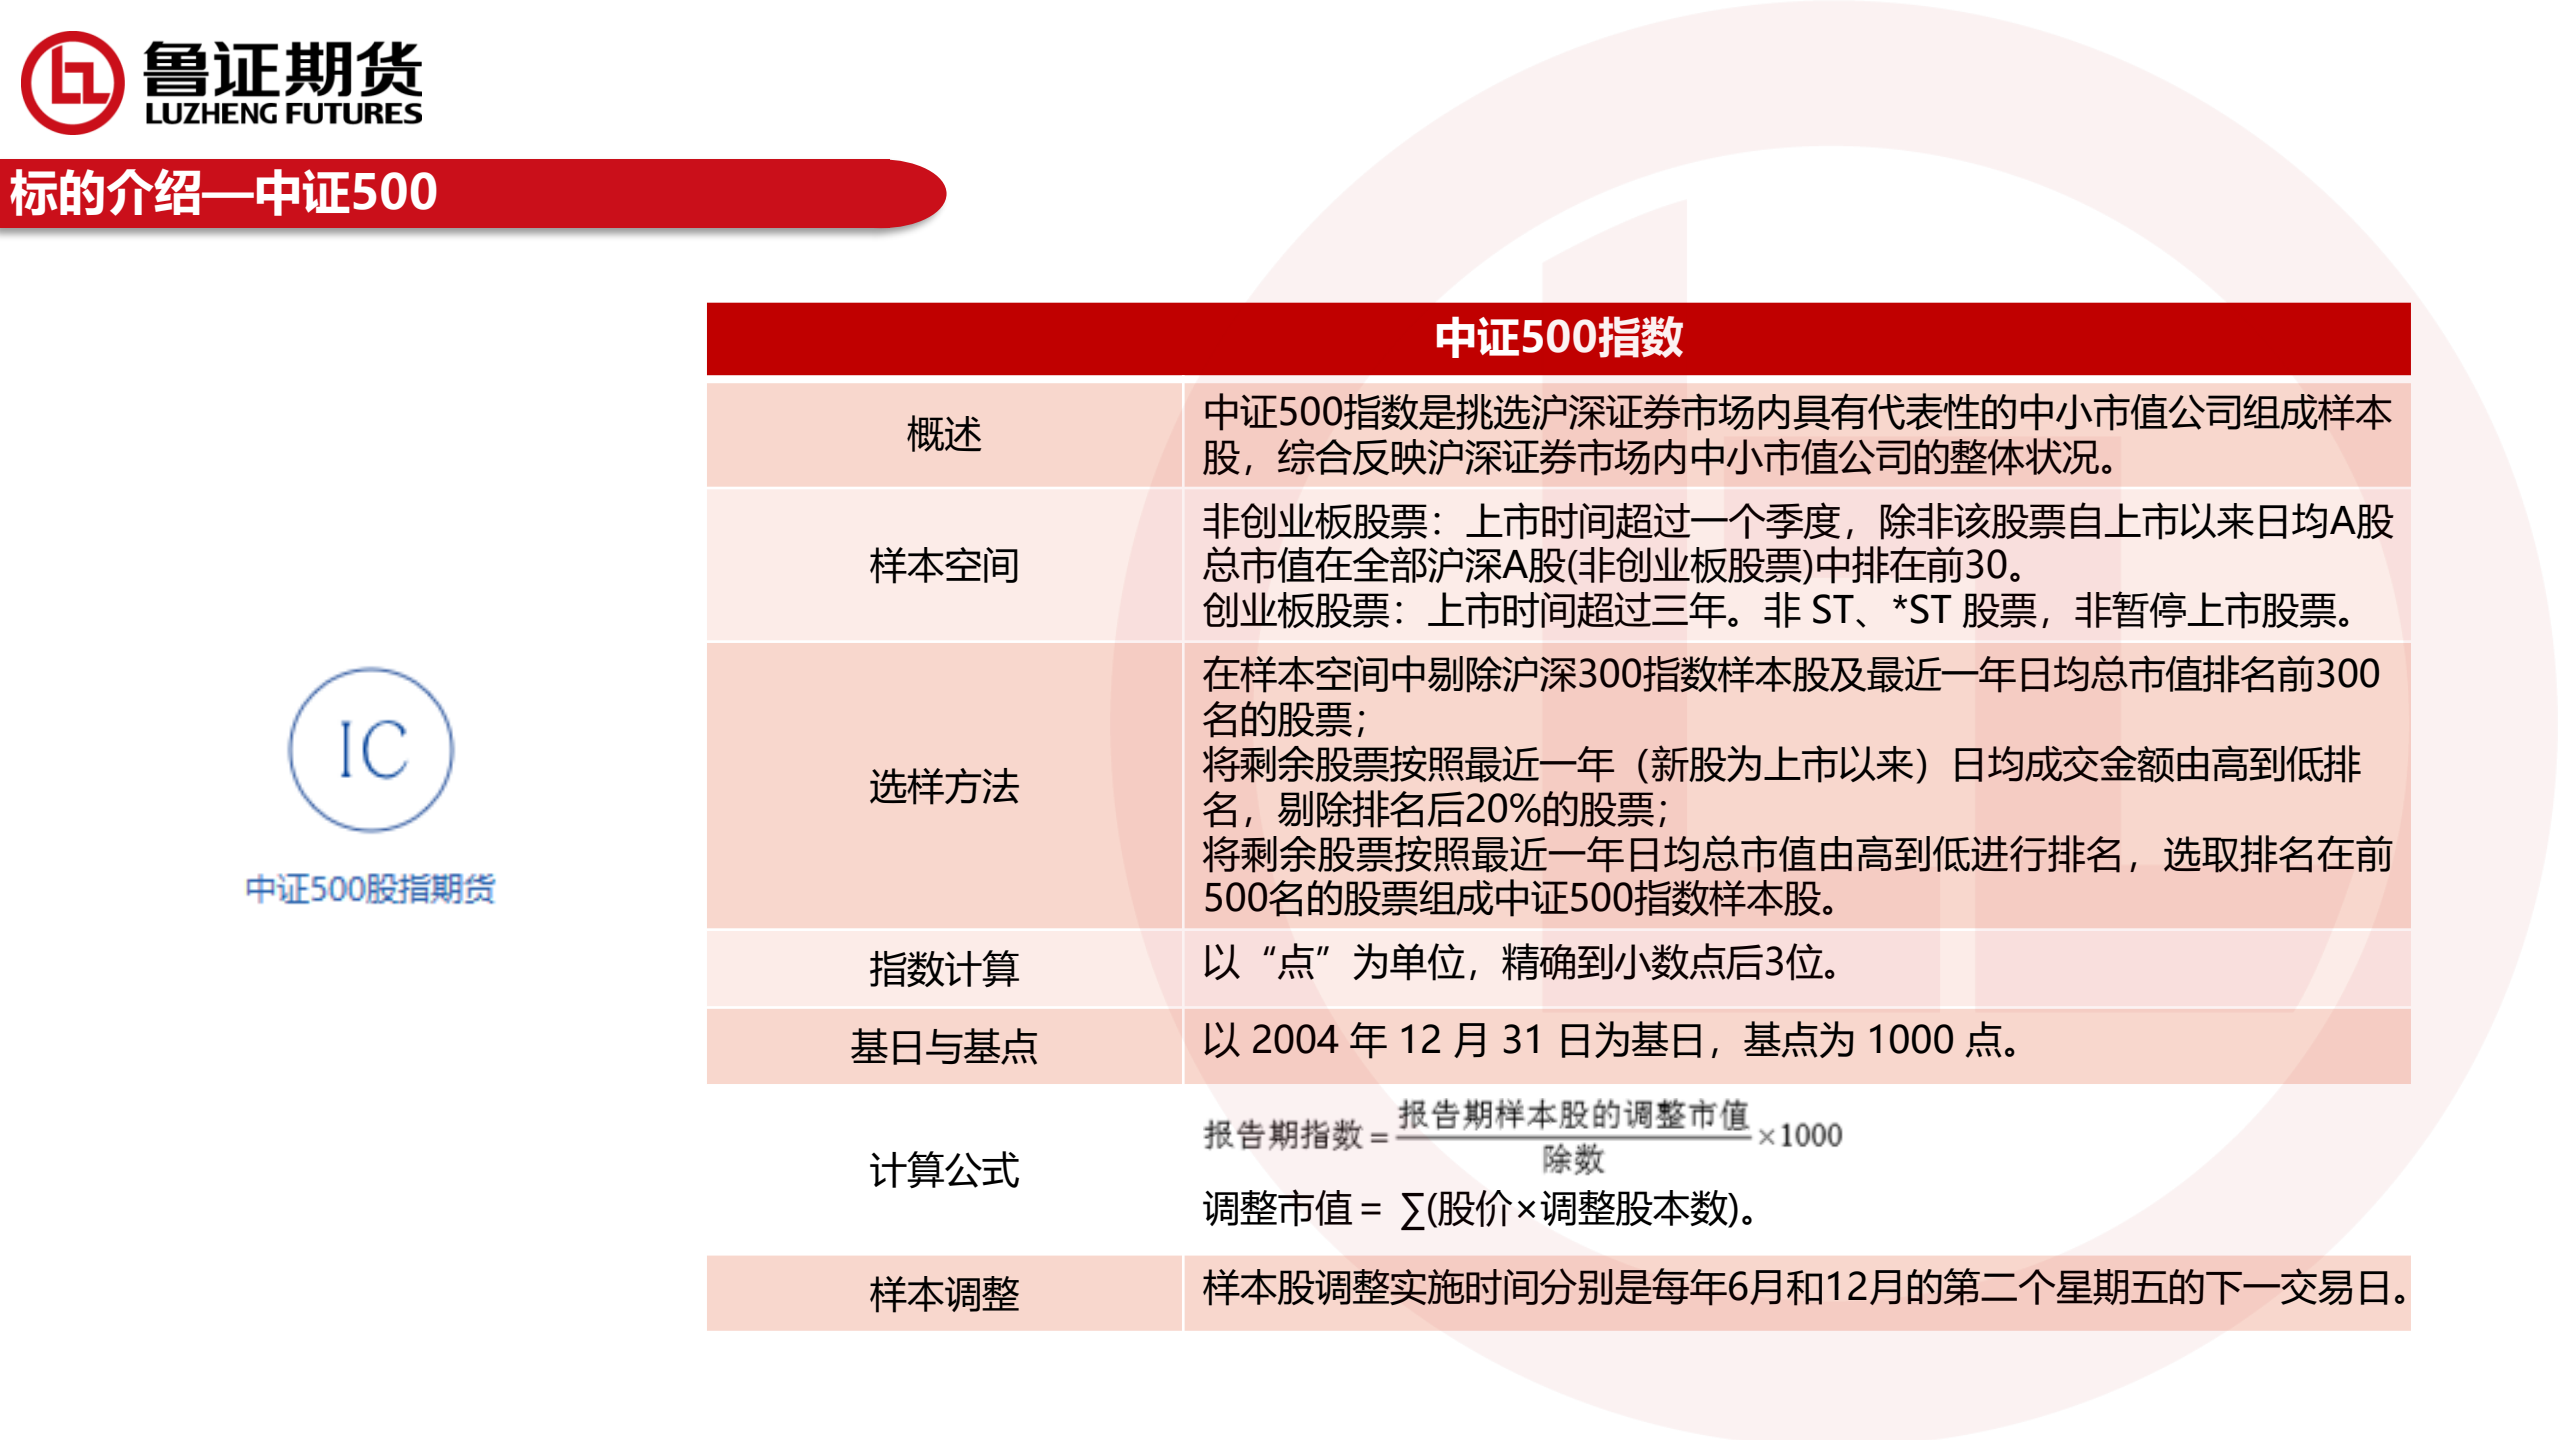 鲁证期货
LUZHENG FUTURES
标的介绍—中证500
IC
中证500股指期货
中证500指数
概述
中证500指数是挑选沪深证券市场内具有代表性的中小市值公司组成样本
股，综合反映沪深证券市场内中小市值公司的整体状况。
样本空间
非创业板股票：上市时间超过一个季度，除非该股票自上市以来日均A股
总市值在全部沪深A股(非创业板股票)中排在前30。
创业板股票：上市时间超过三年。非 ST、*ST 股票，非暂停上市股票。
选样方法
在样本空间中剔除沪深300指数样本股及最近一年日均总市值排名前300
名的股票；
将剩余股票按照最近一年（新股为上市以来）日均成交金额由高到低排
名，剔除排名后20%的股票；
将剩余股票按照最近一年日均总市值由高到低进行排名，选取排名在前
500名的股票组成中证500指数样本股。
指数计算
以“点”为单位，精确到小数点后3位。
基日与基点
以 2004 年 12 月 31 日为基日，基点为 1000 点。
计算公式
报告期指数 = 报告期样本股的调整市值 / 除数 ×1000
调整市值 = ∑(股价×调整股本数)。
样本调整
样本股调整实施时间分别是每年6月和12月的第二个星期五的下一交易日。